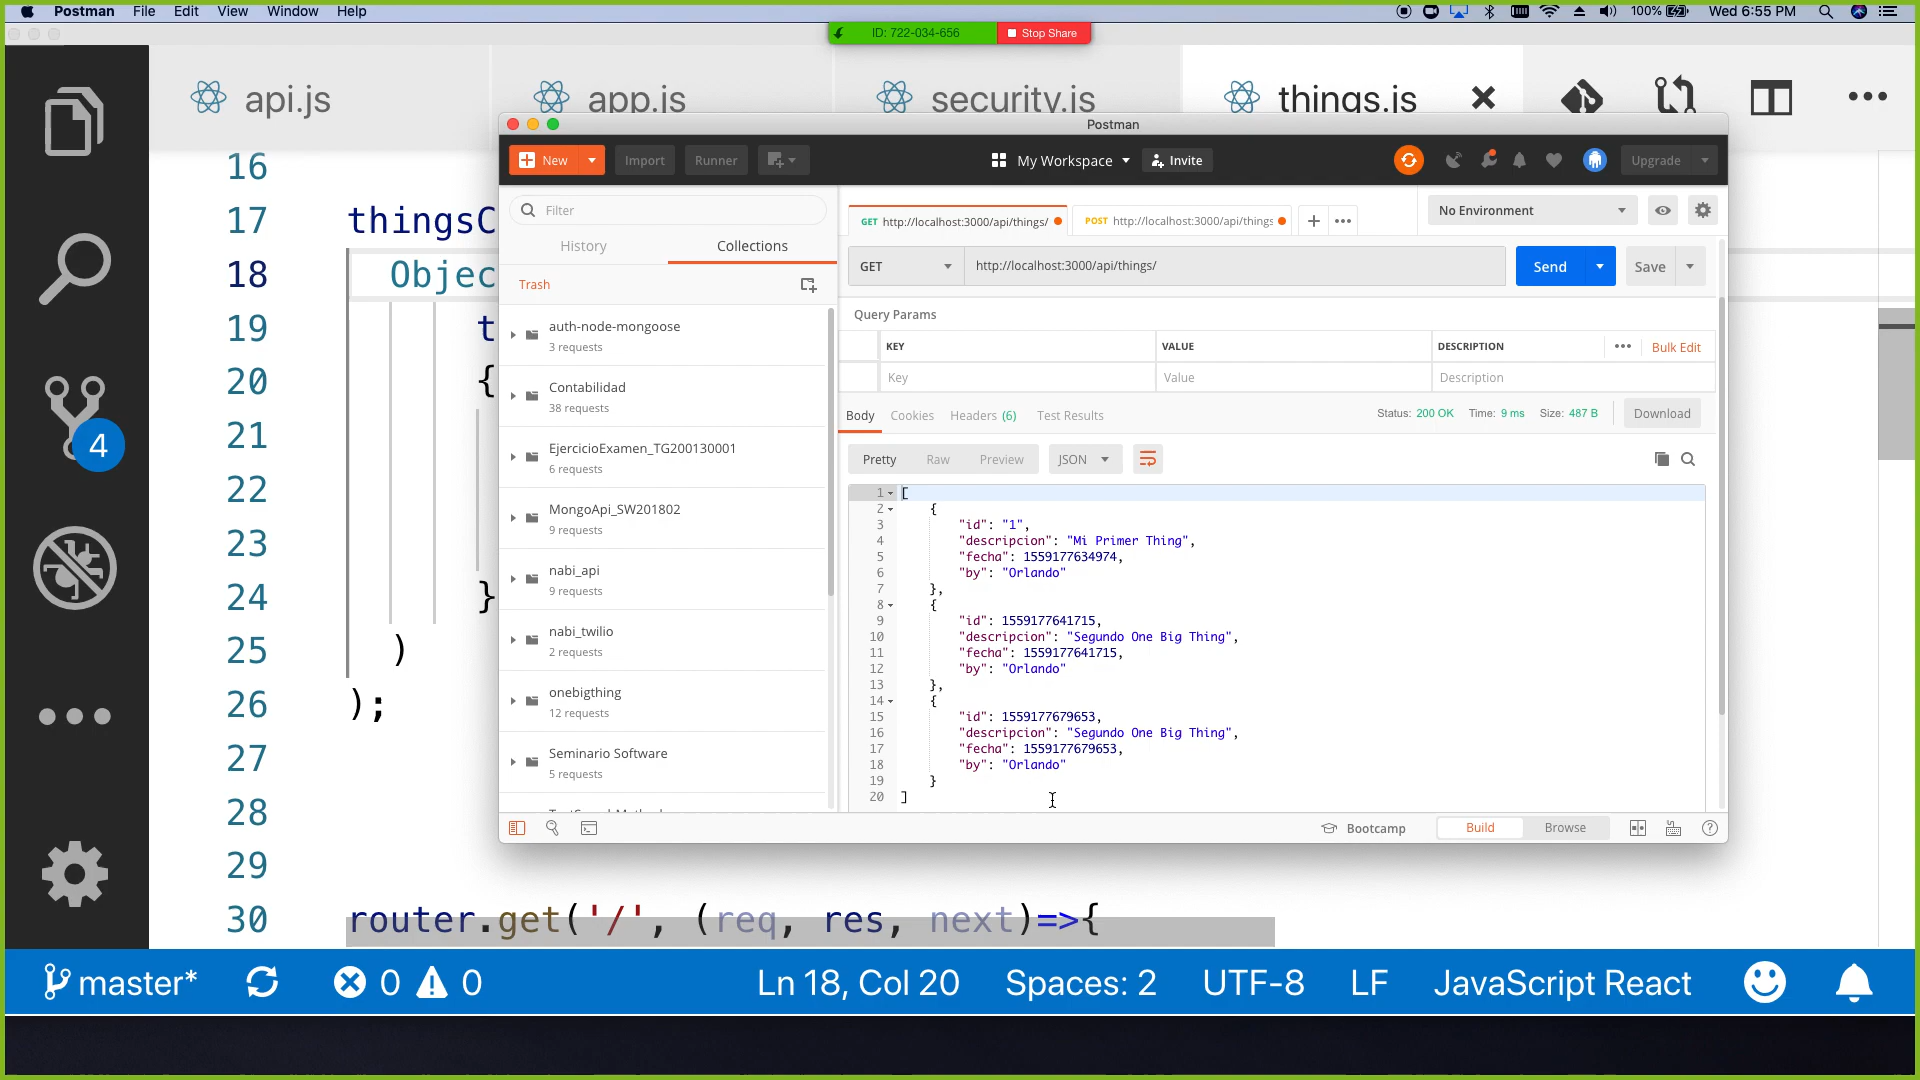 Postman File Edit View Window Help
100% Wed 6:55 PM
ID: 722-034-656 Stop Share
api.js app.js security.js things.js
Postman
New Import Runner My Workspace Invite Upgrade
Filter
History Collections
Trash
auth-node-mongoose
3 requests
Contabilidad
38 requests
EjercicioExamen_TG200130001
6 requests
MongoApi_SW201802
9 requests
nabi_api
9 requests
nabi_twilio
2 requests
onebigthing
12 requests
Seminario Software
5 requests
GET http://localhost:3000/api/things/ POST http://localhost:3000/api/things
No Environment
GET http://localhost:3000/api/things/ Send Save
Query Params
KEY VALUE DESCRIPTION Bulk Edit
Key Value Description
Body Cookies Headers (6) Test Results Status: 200 OK Time: 9 ms Size: 487 B Download
Pretty Raw Preview JSON
1 [
2 {
3 "id": "1",
4 "descripcion": "Mi Primer Thing",
5 "fecha": 1559177634974,
6 "by": "Orlando"
7 },
8 {
9 "id": 1559177641715,
10 "descripcion": "Segundo One Big Thing",
11 "fecha": 1559177641715,
12 "by": "Orlando"
13 },
14 {
15 "id": 1559177679653,
16 "descripcion": "Segundo One Big Thing",
17 "fecha": 1559177679653,
18 "by": "Orlando"
19 }
20 ]
Bootcamp Build Browse
16
17 thingsC
18 Objec
19 t
20 {
21
22
23
24 }
25 )
26 );
27
28
29
30 router.get('/', (req, res, next)=>{
4
master* 0 0 Ln 18, Col 20 Spaces: 2 UTF-8 LF JavaScript React